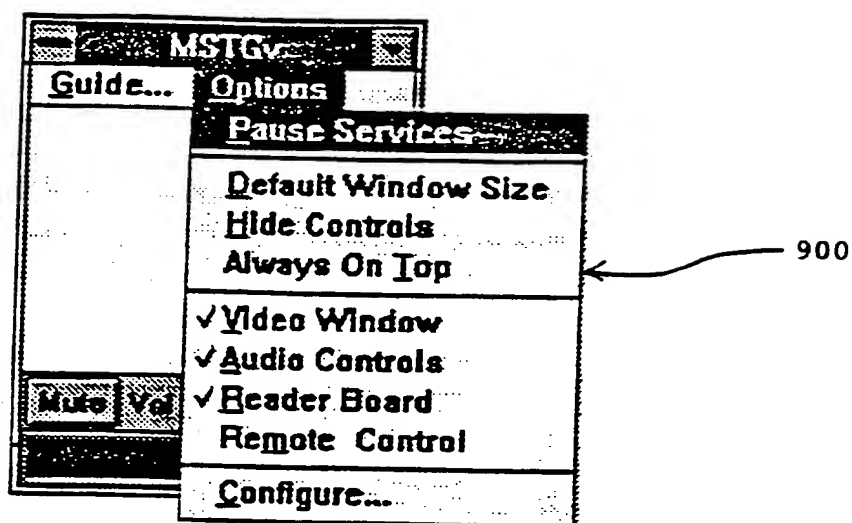 MSTGv
Guide... Options
Pause Services...
Default Window Size
Hide Controls
Always On Top
900
✓ Video Window
✓ Audio Controls
Mute Vol ✓ Reader Board
Remote Control
Configure...